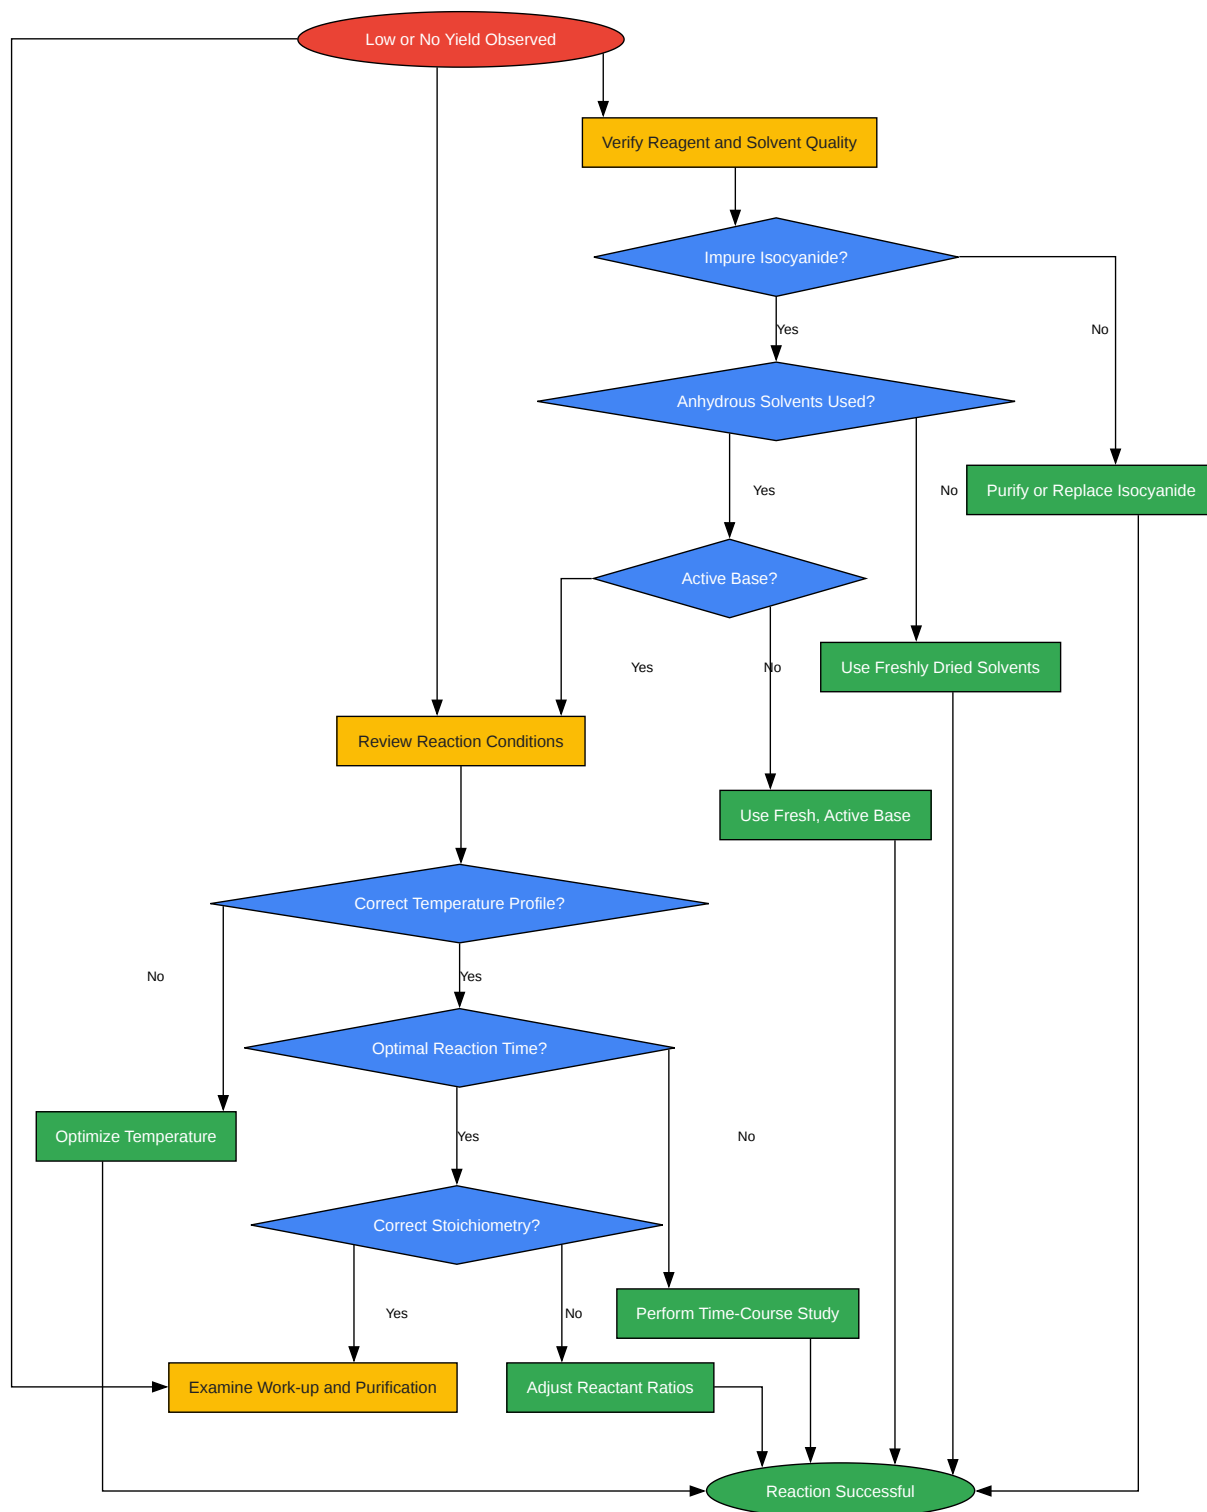 Low or No Yield Observed
Verify Reagent and Solvent Quality
Impure Isocyanide?
Yes
No
Anhydrous Solvents Used?
Yes
No
Purify or Replace Isocyanide
Active Base?
Yes
No
Use Freshly Dried Solvents
Review Reaction Conditions
Use Fresh, Active Base
Correct Temperature Profile?
No
Yes
Optimal Reaction Time?
Optimize Temperature
Yes
No
Correct Stoichiometry?
Yes
No
Perform Time-Course Study
Examine Work-up and Purification
Adjust Reactant Ratios
Reaction Successful